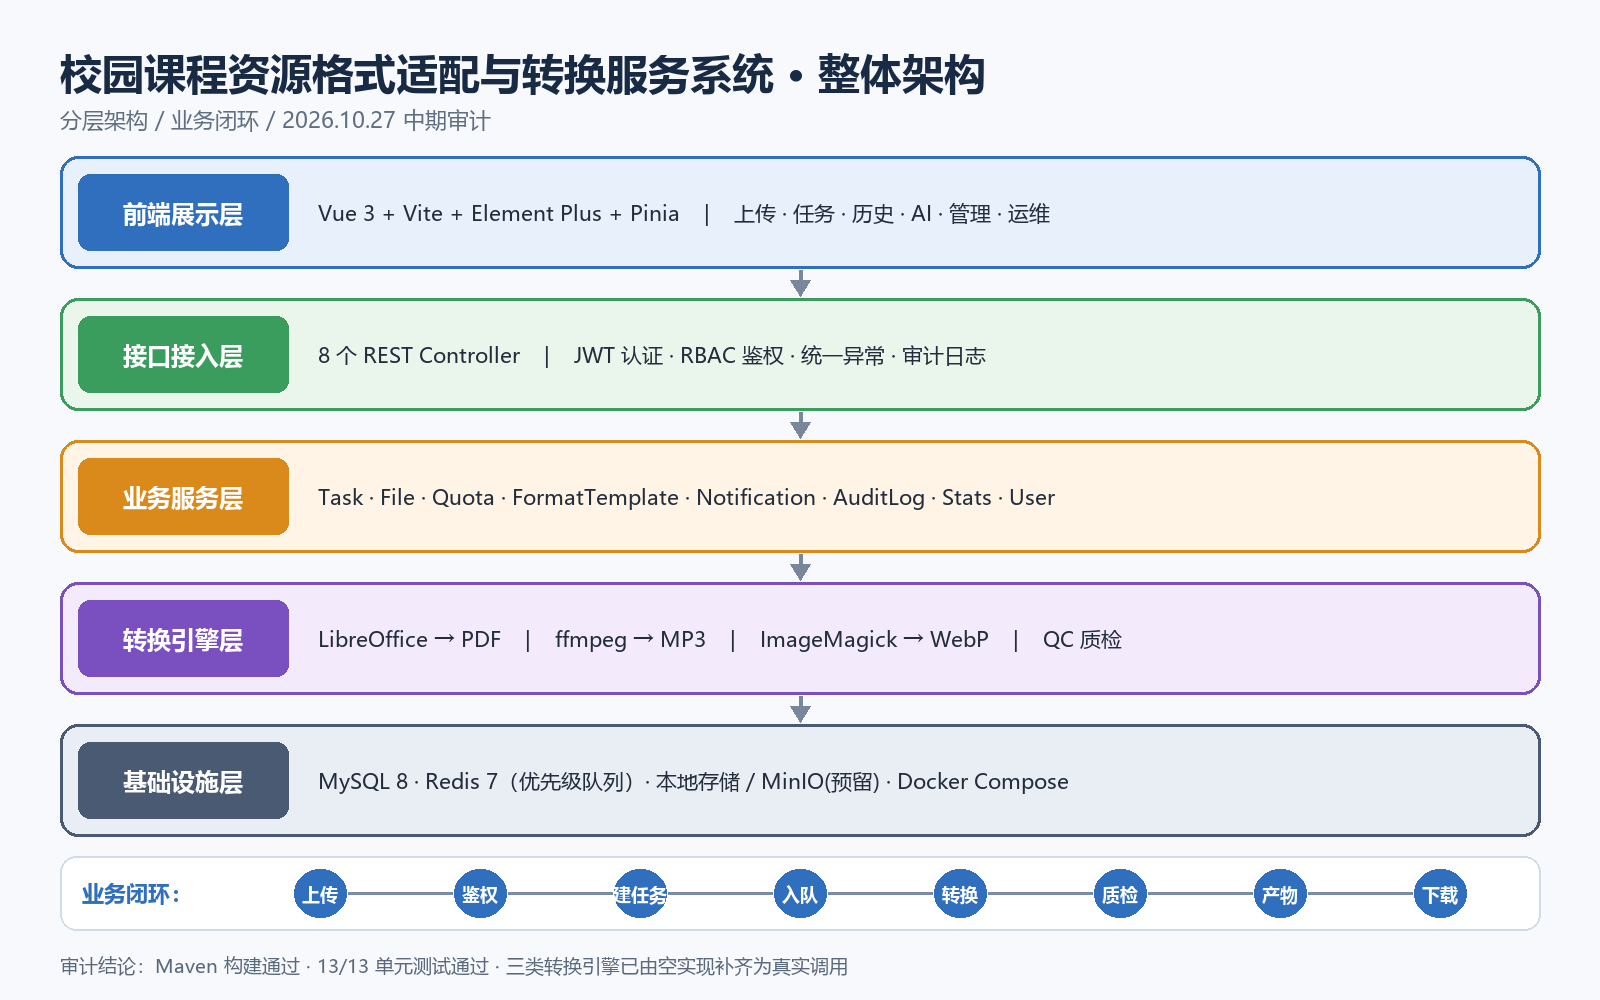 校园课程资源格式适配与转换服务系统 • 整体架构
分层架构 / 业务闭环 / 2026.10.27 中期审计
前端展示层 Vue 3 + Vite + Element Plus + Pinia | 上传 · 任务 · 历史 · AI · 管理 · 运维
接口接入层 8 个 REST Controller | JWT 认证 · RBAC 鉴权 · 统一异常 · 审计日志
业务服务层 Task · File · Quota · FormatTemplate · Notification · AuditLog · Stats · User
转换引擎层 LibreOffice → PDF | ffmpeg → MP3 | ImageMagick → WebP | QC 质检
基础设施层 MySQL 8 · Redis 7（优先级队列）· 本地存储 / MinIO(预留) · Docker Compose
业务闭环： 上传 鉴权 建任务 入队 转换 质检 产物 下载
审计结论：Maven 构建通过 · 13/13 单元测试通过 · 三类转换引擎已由空实现补齐为真实调用